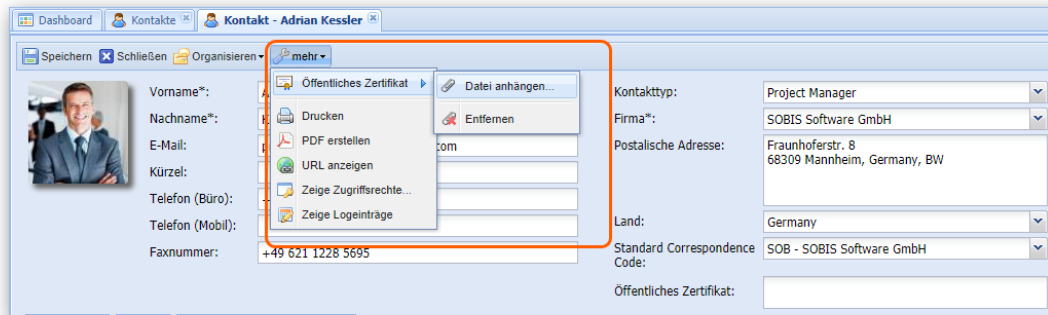 Dashboard Kontakte Kontakt - Adrian Kessler
Speichern Schließen Organisieren mehr
Vorname*:
Nachname*:
E-Mail:
com
Kürzel:
Telefon (Büro):
Telefon (Mobil):
Faxnummer: +49 621 1228 5695
Öffentliches Zertifikat
Drucken
PDF erstellen
URL anzeigen
Zeige Zugriffsrechte...
Zeige Logeinträge
Datei anhängen...
Entfernen
Kontakttyp: Project Manager
Firma*: SOBIS Software GmbH
Postalische Adresse: Fraunhoferstr. 8
68309 Mannheim, Germany, BW
Land: Germany
Standard Correspondence SOB - SOBIS Software GmbH
Code:
Öffentliches Zertifikat: